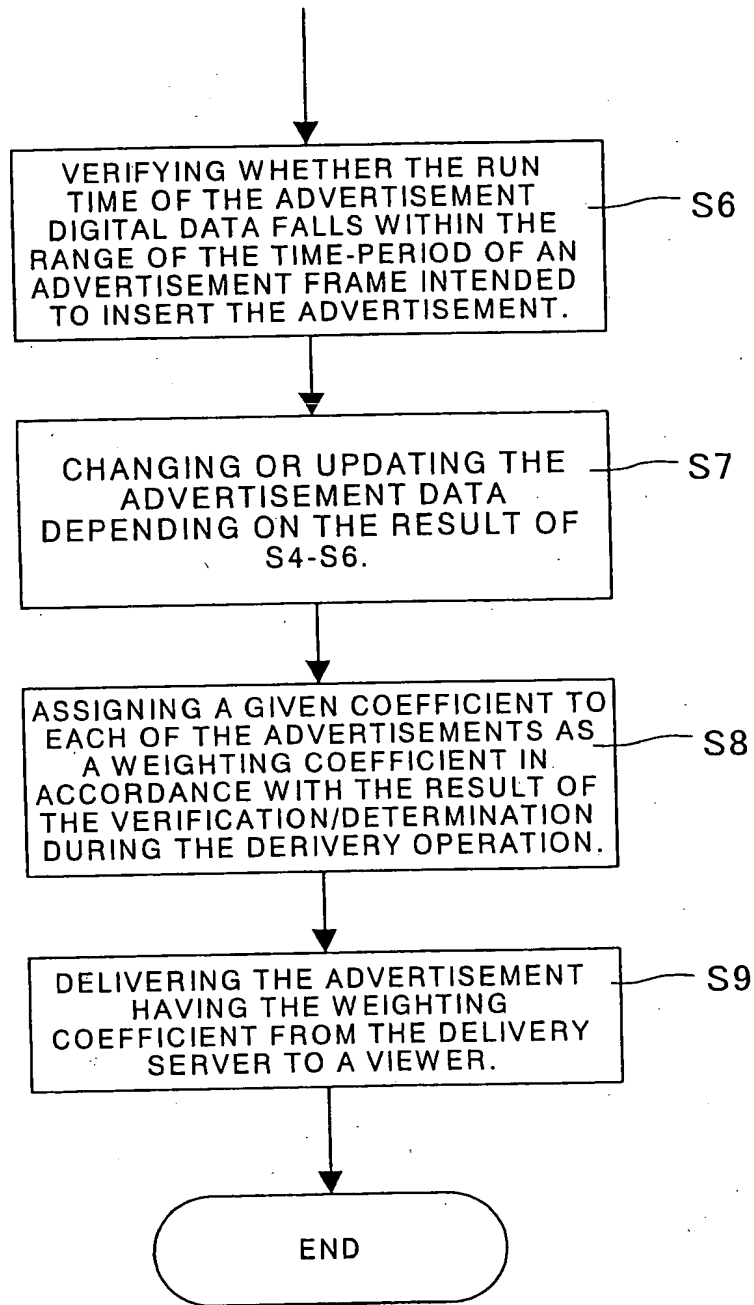 VERIFYING WHETHER THE RUN
TIME OF THE ADVERTISEMENT
DIGITAL DATA FALLS WITHIN THE
RANGE OF THE TIME-PERIOD OF AN
ADVERTISEMENT FRAME INTENDED
TO INSERT THE ADVERTISEMENT.
S6
CHANGING OR UPDATING THE
ADVERTISEMENT DATA
DEPENDING ON THE RESULT OF
S4-S6.
S7
ASSIGNING A GIVEN COEFFICIENT TO
EACH OF THE ADVERTISEMENTS AS
A WEIGHTING COEFFICIENT IN
ACCORDANCE WITH THE RESULT OF
THE VERIFICATION/DETERMINATION
DURING THE DERIVERY OPERATION.
S8
DELIVERING THE ADVERTISEMENT
HAVING THE WEIGHTING
COEFFICIENT FROM THE DELIVERY
SERVER TO A VIEWER.
S9
END